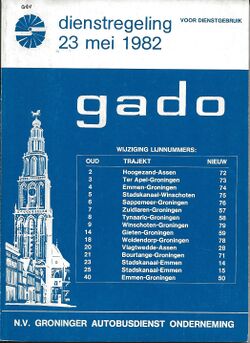 dienstregeling
VOOR DIENSTGEBRUIK
23 mei 1982
gado
WIJZIGING LIJNNUMMERS:
OUD TRAJEKT NIEUW
2 Hoogezand-Assen 72
3 Ter Apel-Groningen 73
4 Emmen-Groningen 74
5 Stadskanaal-Winschoten 75
6 Sappemeer-Groningen 76
7 Zuidlaren-Groningen 57
8 Tynaarlo-Groningen 58
9 Winschoten-Groningen 79
14 Gieten-Groningen 59
18 Woldendorp-Groningen 78
20 Vlagtwedde-Assen 28
21 Bourtange-Groningen 71
23 Stadskanaal-Emmen 14
25 Stadskanaal-Emmen 15
40 Emmen-Groningen 50
N.V. GRONINGER AUTOBUSDIENST ONDERNEMING